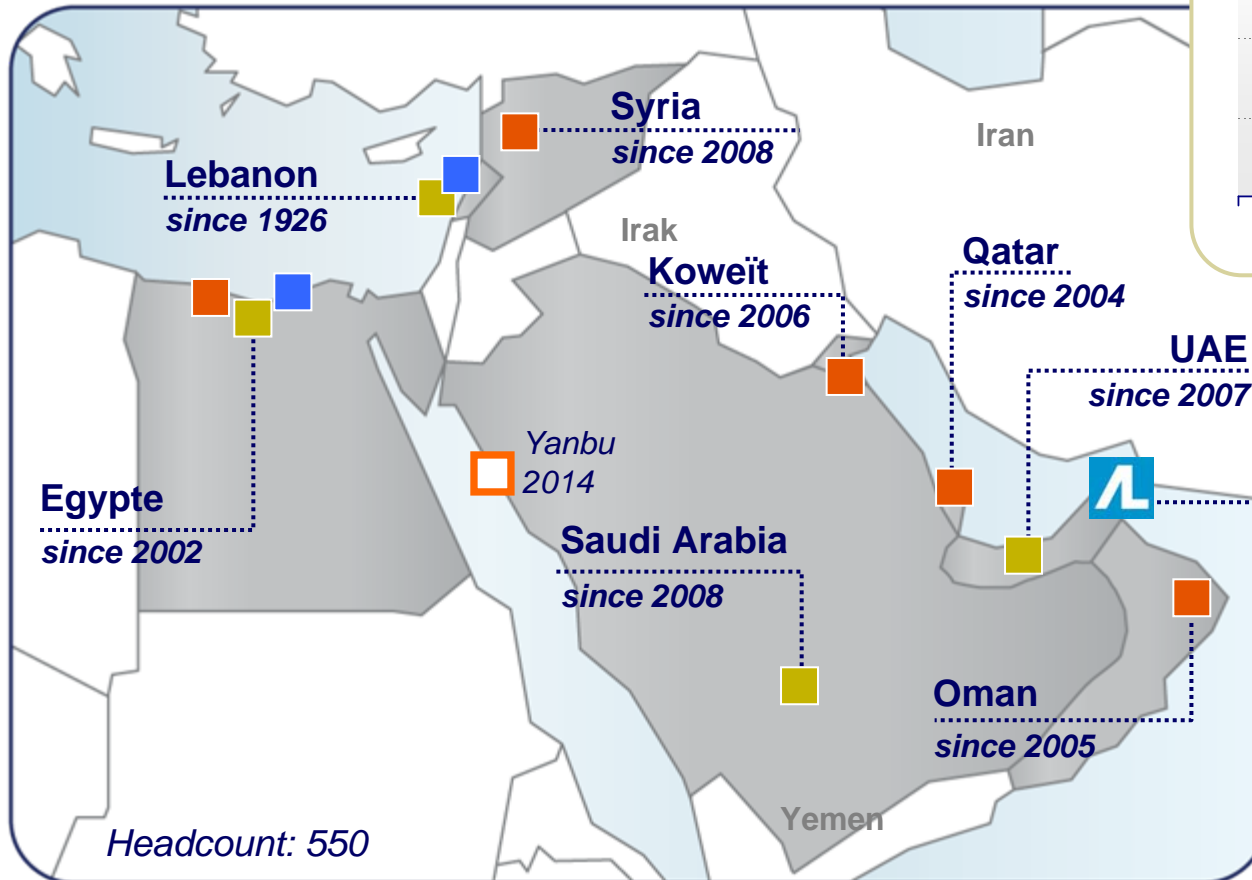 Syria
since 2008
Iran
Lebanon
since 1926
Irak
Qatar
since 2004
Koweït
since 2006
UAE
since 2007
Yanbu
2014
AL
Egypte
since 2002
Saudi Arabia
since 2008
Oman
since 2005
Yemen
Headcount: 550